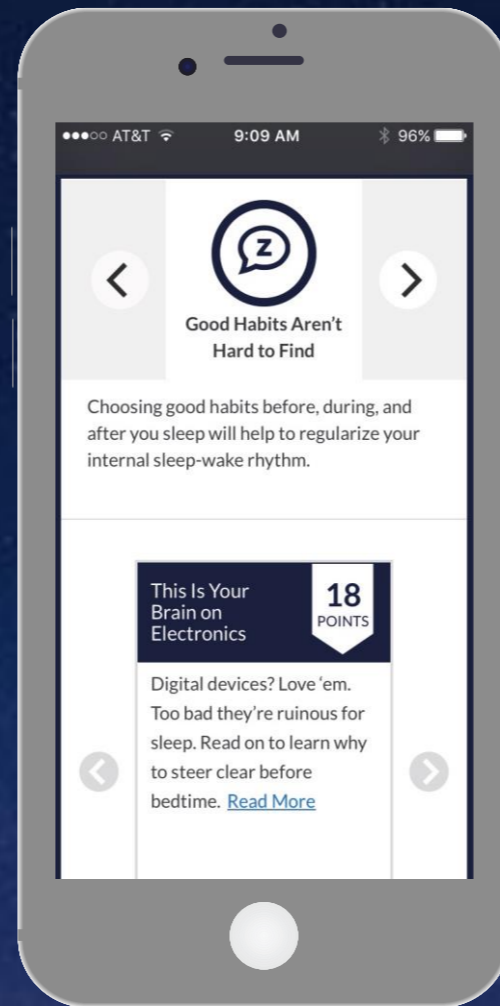 AT&T 9:09 AM 96%
z
Good Habits Aren't
Hard to Find
Choosing good habits before, during, and
after you sleep will help to regularize your
internal sleep-wake rhythm.
This Is Your
Brain on
Electronics
18
POINTS
Digital devices? Love ‘em.
Too bad they're ruinous for
sleep. Read on to learn why
to steer clear before
bedtime. Read More